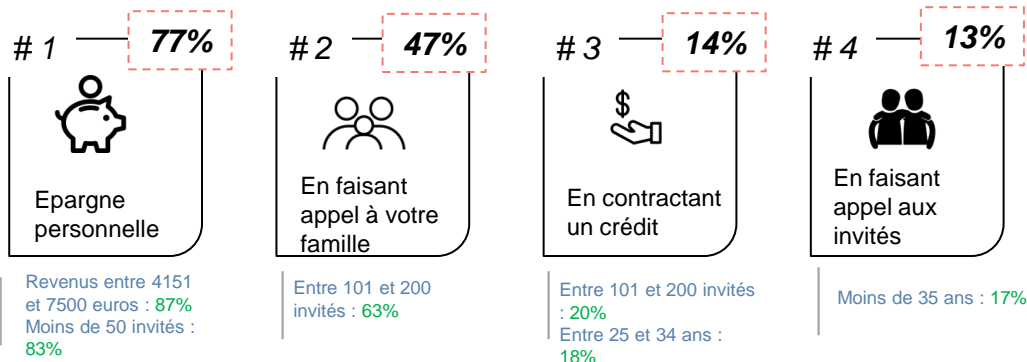 # 1
77%
Epargne
personnelle
Revenus entre 4151
et 7500 euros : 87%
Moins de 50 invités :
83%
# 2
47%
En faisant
appel à votre
famille
Entre 101 et 200
invités : 63%
# 3
14%
$
En contractant
un crédit
Entre 101 et 200 invités
: 20%
Entre 25 et 34 ans :
18%
# 4
13%
En faisant
appel aux
invités
Moins de 35 ans : 17%